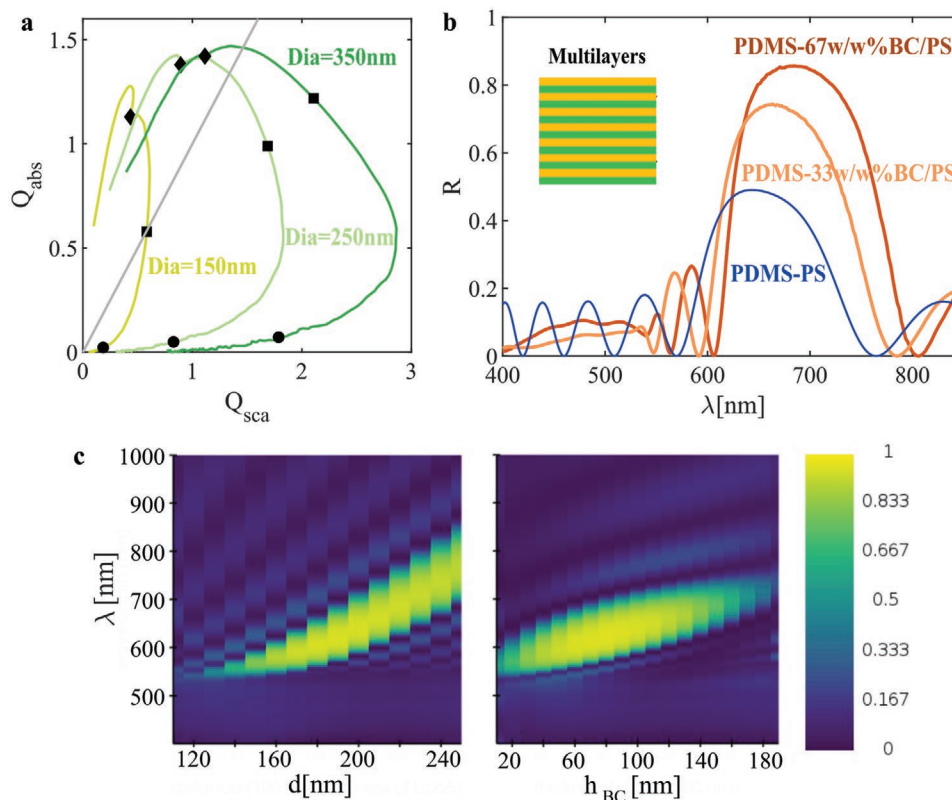 a
1.5
1
0.5
0
Q_abs
Dia=350nm
Dia=250nm
Dia=150nm
0
1
2
3
Q_sca
b
1
0.8
0.6
0.4
0.2
0
R
Multilayers
PDMS-67w/w%BC/PS
PDMS-33w/w%BC/PS
PDMS-PS
400
500
600
700
800
λ[nm]
c
1000
900
800
700
600
500
λ [nm]
120
160
200
240
d[nm]
20
60
100
140
180
h_BC [nm]
1
0.833
0.667
0.5
0.333
0.167
0